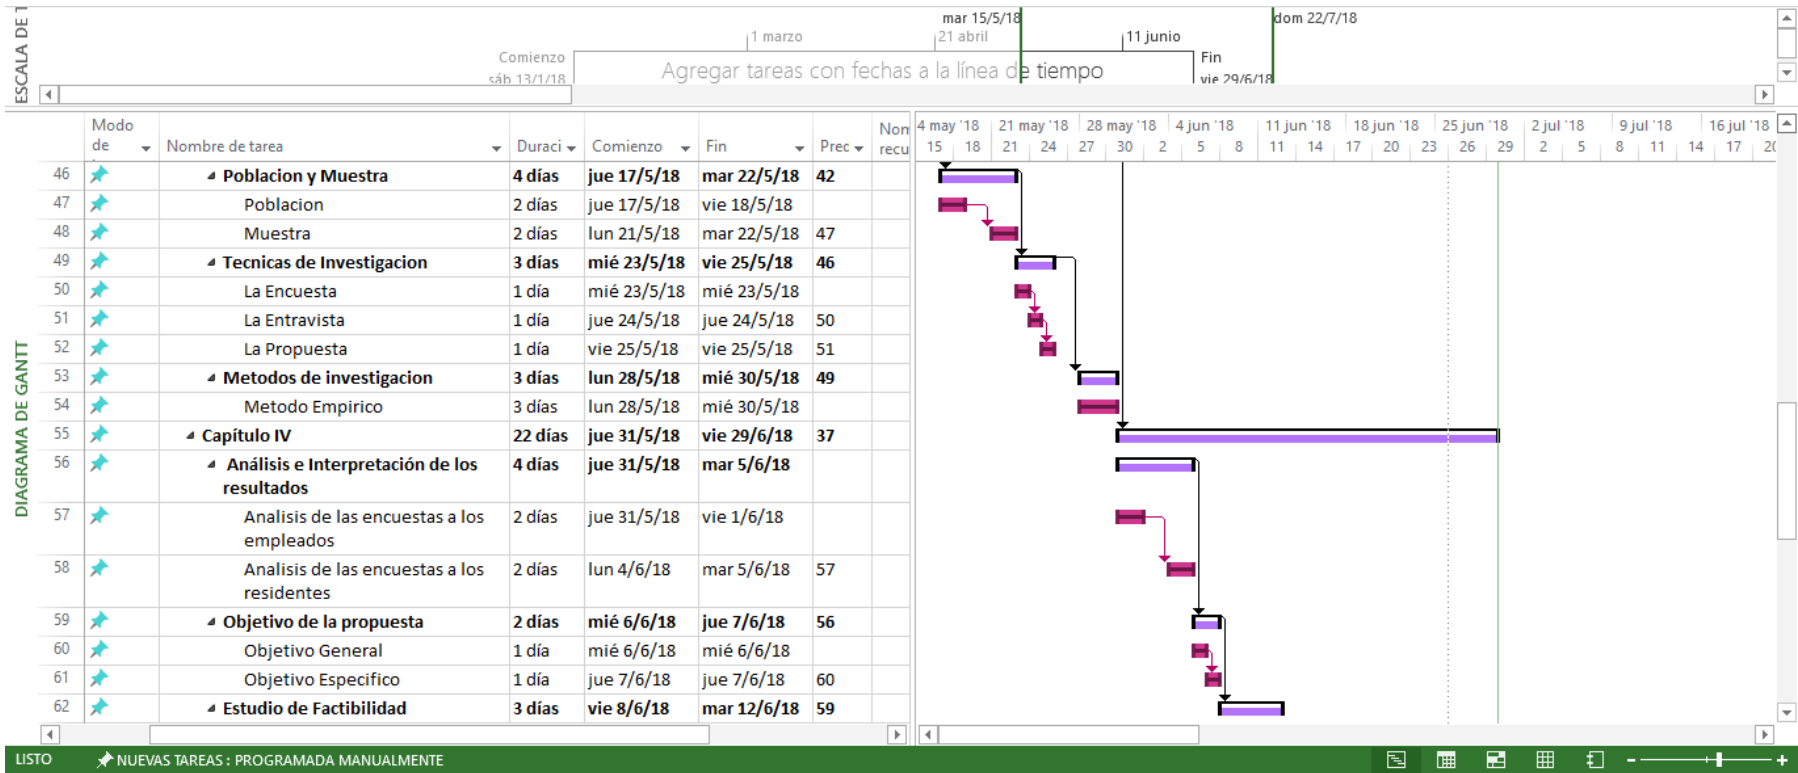 ESCALA DE T
mar 15/5/18
dom 22/7/18
1 marzo
21 abril
11 junio
Comienzo
sáb 13/1/18
Agregar tareas con fechas a la línea de tiempo
Fin
vie 29/6/18
DIAGRAMA DE GANTT
Modo de
Nombre de tarea
Duraci
Comienzo
Fin
Prec
Nom
recu
4 may '18 21 may '18 28 may '18 4 jun '18 11 jun '18 18 jun '18 25 jun '18 2 jul '18 9 jul '18 16 jul '18
15 18 21 24 27 30 2 5 8 11 14 17 20 23 26 29 2 5 8 11 14 17 20
46 Poblacion y Muestra 4 días jue 17/5/18 mar 22/5/18 42
47 Poblacion 2 días jue 17/5/18 vie 18/5/18
48 Muestra 2 días lun 21/5/18 mar 22/5/18 47
49 Tecnicas de Investigacion 3 días mié 23/5/18 vie 25/5/18 46
50 La Encuesta 1 día mié 23/5/18 mié 23/5/18
51 La Entravista 1 día jue 24/5/18 jue 24/5/18 50
52 La Propuesta 1 día vie 25/5/18 vie 25/5/18 51
53 Metodos de investigacion 3 días lun 28/5/18 mié 30/5/18 49
54 Metodo Empirico 3 días lun 28/5/18 mié 30/5/18
55 Capítulo IV 22 días jue 31/5/18 vie 29/6/18 37
56 Análisis e Interpretación de los 4 días jue 31/5/18 mar 5/6/18
resultados
57 Analisis de las encuestas a los 2 días jue 31/5/18 vie 1/6/18
empleados
58 Analisis de las encuestas a los 2 días lun 4/6/18 mar 5/6/18 57
residentes
59 Objetivo de la propuesta 2 días mié 6/6/18 jue 7/6/18 56
60 Objetivo General 1 día mié 6/6/18 mié 6/6/18
61 Objetivo Especifico 1 día jue 7/6/18 jue 7/6/18 60
62 Estudio de Factibilidad 3 días vie 8/6/18 mar 12/6/18 59
LISTO NUEVAS TAREAS : PROGRAMADA MANUALMENTE